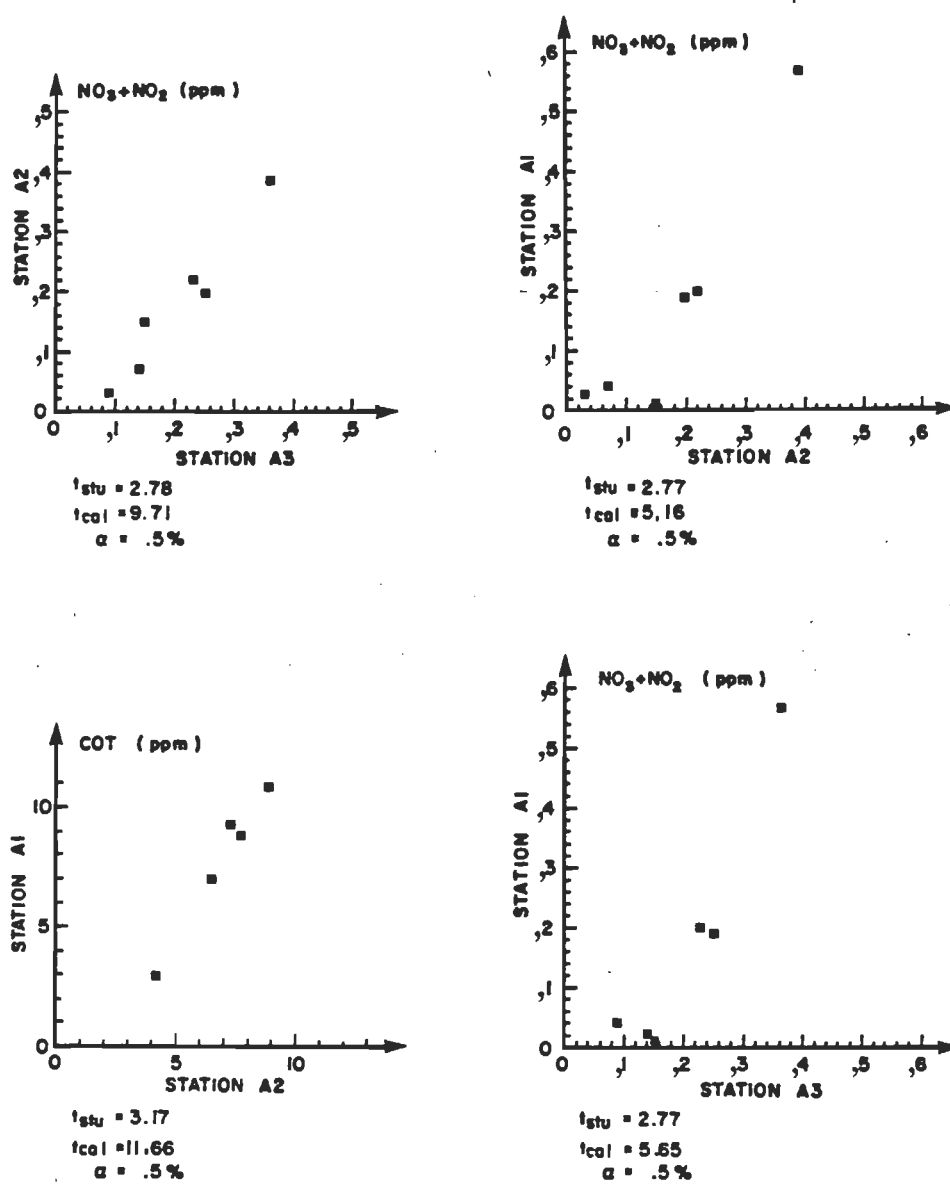 NO₃+NO₂ (ppm)
,5
,4
,3
,2
,1
0
STATION A2
0 ,1 ,2 ,3 ,4 ,5
STATION A3
tstu = 2.78
tcal = 9.71
α = .5%
NO₃+NO₂ (ppm)
,6
,5
,4
,3
,2
,1
0
STATION A1
0 ,1 ,2 ,3 ,4 ,5 ,6
STATION A2
tstu = 2.77
tcal = 5,16
α = .5%
COT (ppm)
10
5
0
STATION A1
0 5 10
STATION A2
tstu = 3.17
tcal = 11.66
α = .5%
NO₃+NO₂ (ppm)
,6
,5
,4
,3
,2
,1
0
STATION A1
0 ,1 ,2 ,3 ,4 ,5 ,6
STATION A3
tstu = 2.77
tcal = 5.65
α = .5%